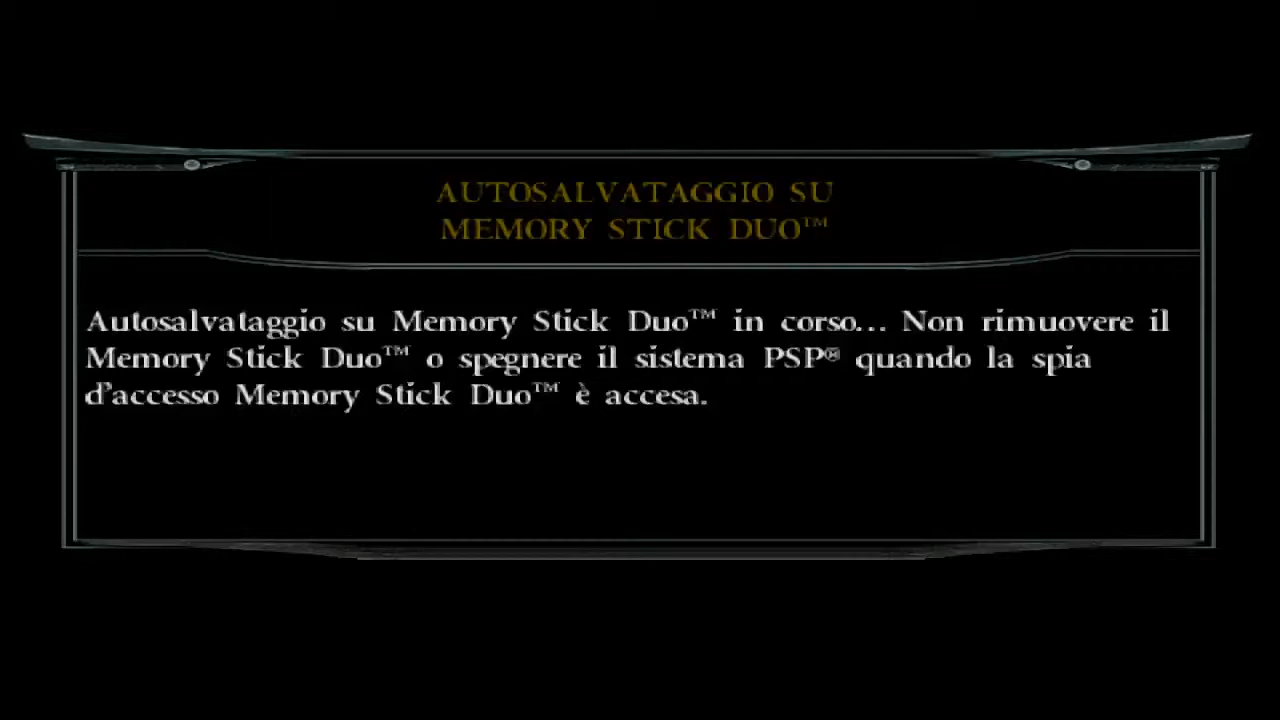 AUTOSALVATAGGIO SU
MEMORY STICK DUO™
Autosalvataggio su Memory Stick Duo™ in corso... Non rimuovere il
Memory Stick Duo™ o spegnere il sistema PSP® quando la spia
d'accesso Memory Stick Duo™ è accesa.